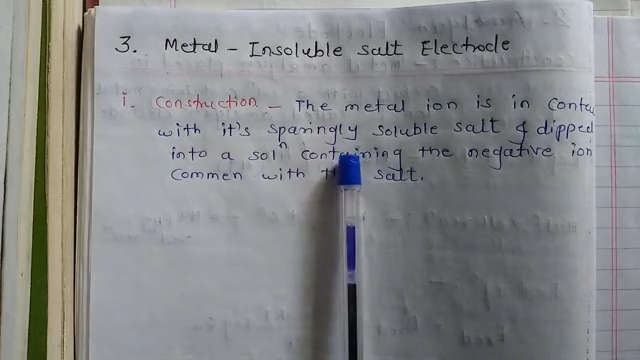 3. Metal - Insoluble salt Electrode
i. Construction - The metal ion is in conta
with it's sparingly soluble salt & dipped
into a solⁿ containing the negative ion
commen with salt.